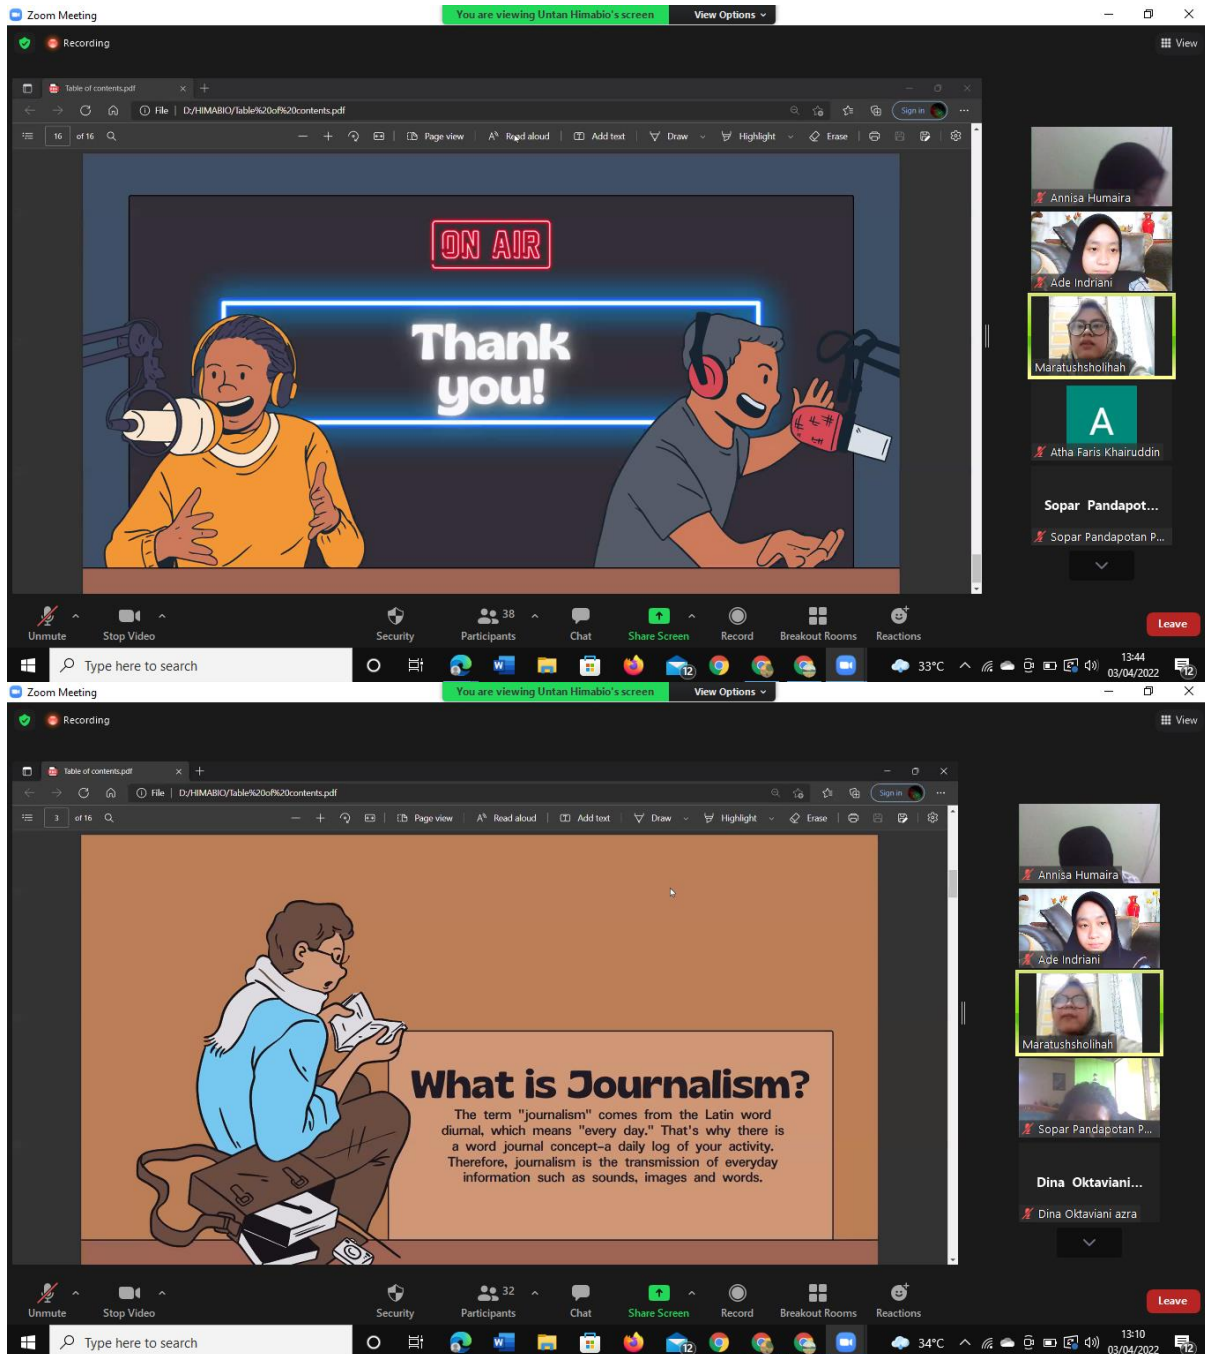 Zoom Meeting
You are viewing Untan Himabio's screen
View Options
Recording
View
Table of contents.pdf
File | D:/HIMABIO/Table%20of%20contents.pdf
Sign in
16 of 16
Page view
Read aloud
Add text
Draw
Highlight
Erase
ON AIR
Thank
you!
Annisa Humaira
Ade Indriani
Maratushsholihah
A
Atha Faris Khairuddin
Sopar Pandapot...
Sopar Pandapotan P...
Unmute
Stop Video
Security
38
Participants
Chat
Share Screen
Record
Breakout Rooms
Reactions
Leave
Type here to search
12
33°C
13:44
03/04/2022
12
Zoom Meeting
You are viewing Untan Himabio's screen
View Options
Recording
View
Table of contents.pdf
File | D:/HIMABIO/Table%20of%20contents.pdf
Sign in
3 of 16
Page view
Read aloud
Add text
Draw
Highlight
Erase
What is Journalism?
The term "journalism" comes from the Latin word
diurnal, which means "every day." That's why there is
a word journal concept-a daily log of your activity.
Therefore, journalism is the transmission of everyday
information such as sounds, images and words.
Annisa Humaira
Ade Indriani
Maratushsholihah
Sopar Pandapotan P...
Dina Oktaviani...
Dina Oktaviani azra
Unmute
Stop Video
Security
32
Participants
Chat
Share Screen
Record
Breakout Rooms
Reactions
Leave
Type here to search
12
34°C
13:10
03/04/2022
12